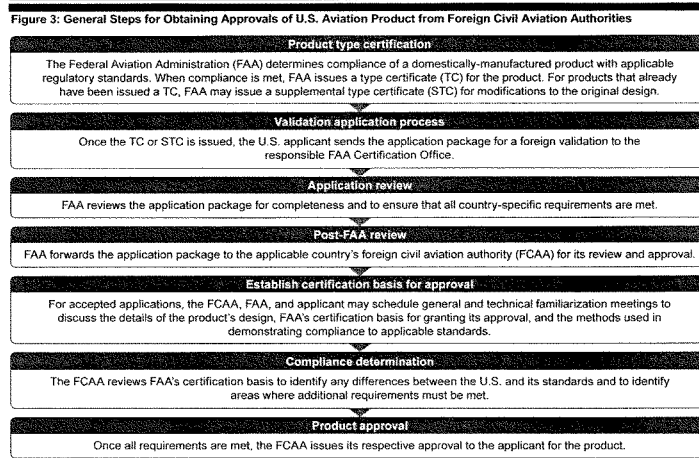 Figure 3: General Steps for Obtaining Approvals of U.S. Aviation Product from Foreign Civil Aviation Authorities
Product type certification
The Federal Aviation Administration (FAA) determines compliance of a domestically-manufactured product with applicable
regulatory standards. When compliance is met, FAA issues a type certificate (TC) for the product. For products that already
have been issued a TC, FAA may issue a supplemental type certificate (STC) for modifications to the original design.
Validation application process
Once the TC or STC is issued, the U.S. applicant sends the application package for a foreign validation to the
responsible FAA Certification Office.
Application review
FAA reviews the application package for completeness and to ensure that all country-specific requirements are met.
Post-FAA review
FAA forwards the application package to the applicable country's foreign civil aviation authority (FCAA) for its review and approval.
Establish certification basis for approval
For accepted applications, the FCAA, FAA, and applicant may schedule general and technical familiarization meetings to
discuss the details of the product's design, FAA's certification basis for granting its approval, and the methods used in
demonstrating compliance to applicable standards.
Compliance determination
The FCAA reviews FAA's certification basis to identify any differences between the U.S. and its standards and to identify
areas where additional requirements must be met.
Product approval
Once all requirements are met, the FCAA issues its respective approval to the applicant for the product.